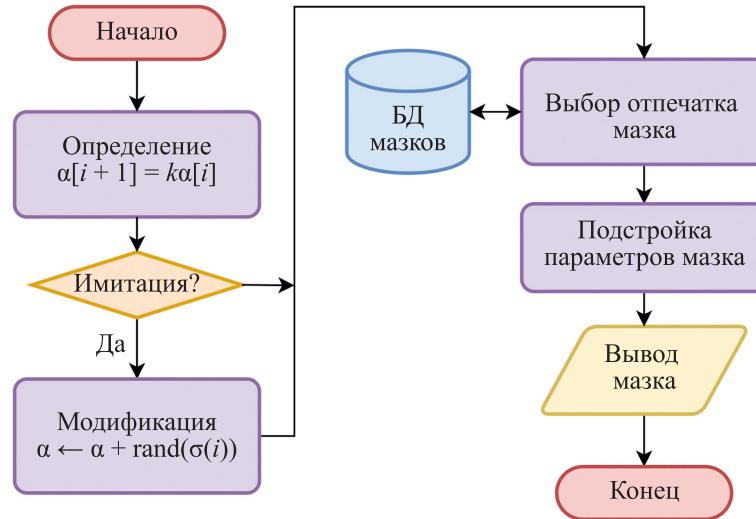 Начало
Определение
α[i + 1] = kα[i]
Имитация?
Да
Модификация
α ← α + rand(σ(i))
БД
мазков
Выбор отпечатка
мазка
Подстройка
параметров мазка
Вывод
мазка
Конец